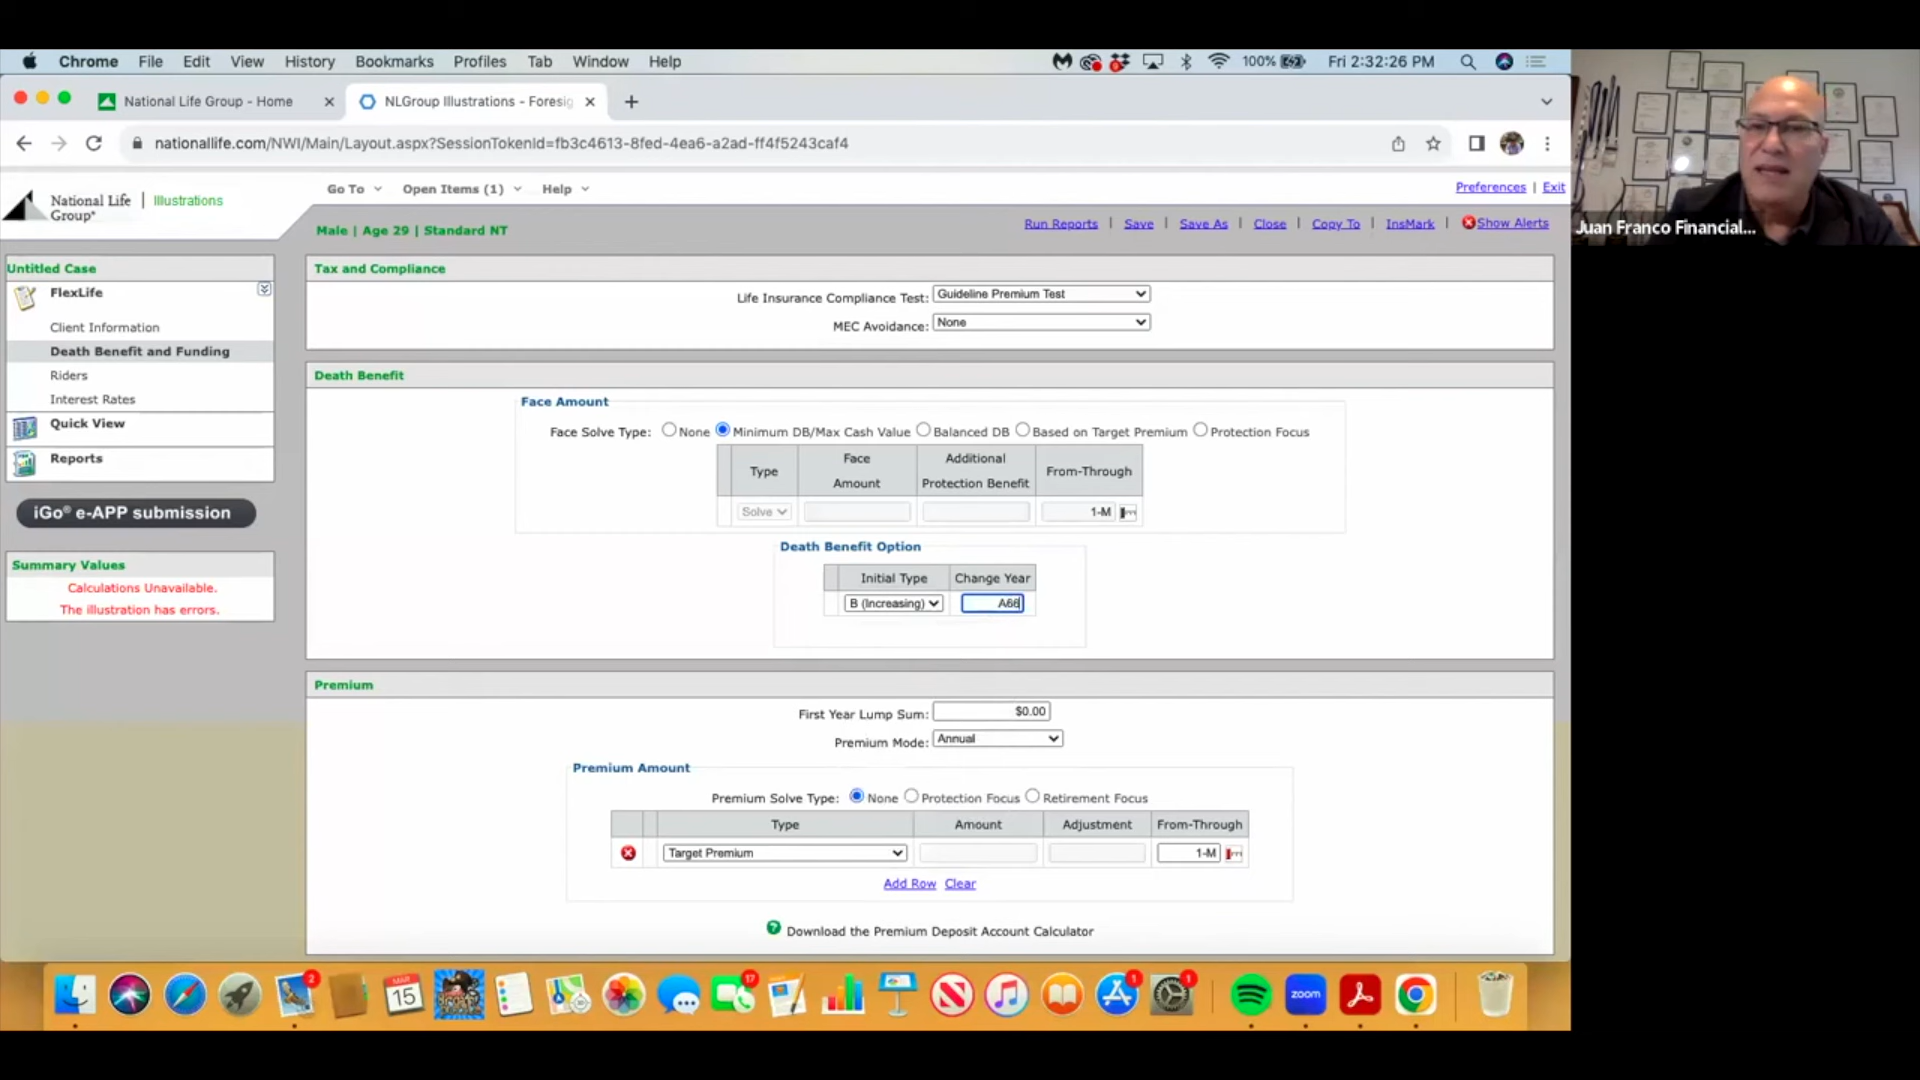 Chrome File Edit View History Bookmarks Profiles Tab Window Help 100% Fri 2:32:26 PM
National Life Group - Home NLGroup Illustrations - Foresig
nationallife.com/NWI/Main/Layout.aspx?SessionTokenId=fb3c4613-8fed-4ea6-a2ad-ff4f5243caf4
Juan Franco Financial...
National Life Group® | Illustrations
Go To Open Items (1) Help
Preferences | Exit
Male | Age 29 | Standard NT
Run Reports | Save | Save As | Close | Copy To | InsMark | Show Alerts
Untitled Case
FlexLife
Client Information
Death Benefit and Funding
Riders
Interest Rates
Quick View
Reports
iGo® e-APP submission
Summary Values
Calculations Unavailable.
The illustration has errors.
Tax and Compliance
Life Insurance Compliance Test: Guideline Premium Test
MEC Avoidance: None
Death Benefit
Face Amount
Face Solve Type: None Minimum DB/Max Cash Value Balanced DB Based on Target Premium Protection Focus
Type Face Amount Additional Protection Benefit From-Through
Solve 1-M
Death Benefit Option
Initial Type Change Year
B (Increasing) A66
Premium
First Year Lump Sum: $0.00
Premium Mode: Annual
Premium Amount
Premium Solve Type: None Protection Focus Retirement Focus
Type Amount Adjustment From-Through
Target Premium 1-M
Add Row Clear
Download the Premium Deposit Account Calculator
2 MAR 15 17 1 1 zoom